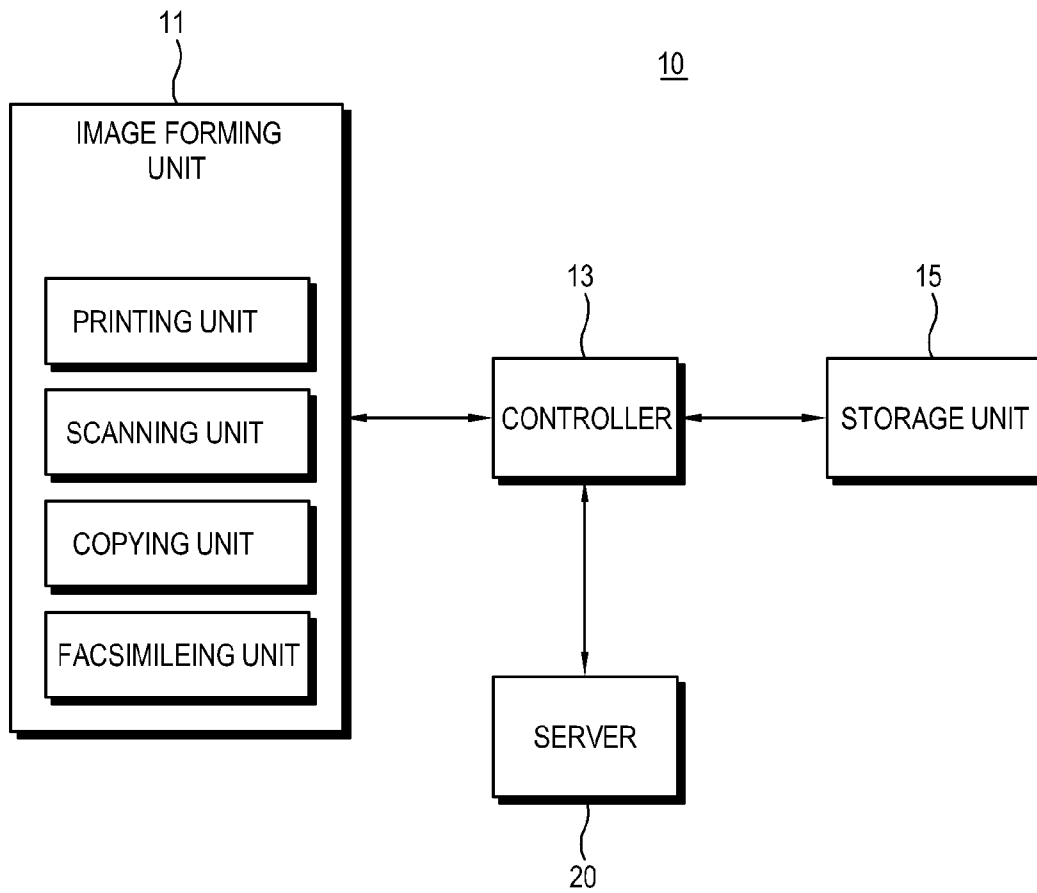 11
10
IMAGE FORMING
UNIT
PRINTING UNIT
SCANNING UNIT
COPYING UNIT
FACSIMILEING UNIT
13
CONTROLLER
15
STORAGE UNIT
SERVER
20